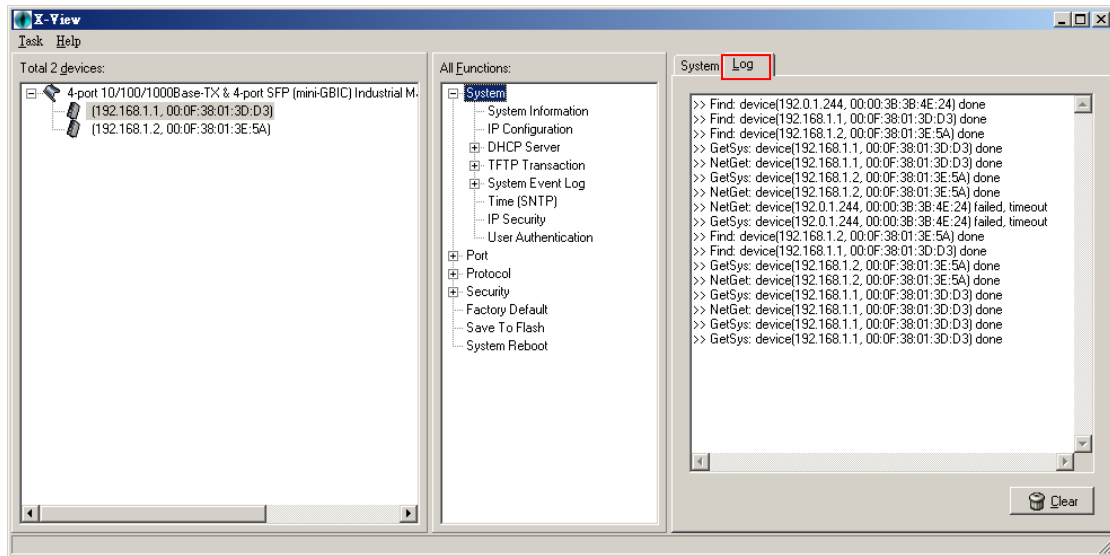 X-View
Task Help
Total 2 devices:
4-port 10/100/1000Base-TX & 4-port SFP (mini-GBIC) Industrial M
(192.168.1.1, 00:0F:38:01:3D:D3)
(192.168.1.2, 00:0F:38:01:3E:5A)
All Functions:
System
System Information
IP Configuration
DHCP Server
TFTP Transaction
System Event Log
Time (SNTP)
IP Security
User Authentication
Port
Protocol
Security
Factory Default
Save To Flash
System Reboot
System Log
>> Find: device(192.0.1.244, 00:00:3B:3B:4E:24) done
>> Find: device(192.168.1.1, 00:0F:38:01:3D:D3) done
>> Find: device(192.168.1.2, 00:0F:38:01:3E:5A) done
>> GetSys: device(192.168.1.1, 00:0F:38:01:3D:D3) done
>> NetGet: device(192.168.1.1, 00:0F:38:01:3D:D3) done
>> GetSys: device(192.168.1.2, 00:0F:38:01:3E:5A) done
>> NetGet: device(192.168.1.2, 00:0F:38:01:3E:5A) done
>> NetGet: device(192.0.1.244, 00:00:3B:3B:4E:24) failed, timeout
>> GetSys: device(192.0.1.244, 00:00:3B:3B:4E:24) failed, timeout
>> Find: device(192.168.1.2, 00:0F:38:01:3E:5A) done
>> Find: device(192.168.1.1, 00:0F:38:01:3D:D3) done
>> GetSys: device(192.168.1.2, 00:0F:38:01:3E:5A) done
>> NetGet: device(192.168.1.2, 00:0F:38:01:3E:5A) done
>> GetSys: device(192.168.1.1, 00:0F:38:01:3D:D3) done
>> NetGet: device(192.168.1.1, 00:0F:38:01:3D:D3) done
>> GetSys: device(192.168.1.1, 00:0F:38:01:3D:D3) done
>> GetSys: device(192.168.1.1, 00:0F:38:01:3D:D3) done
Clear